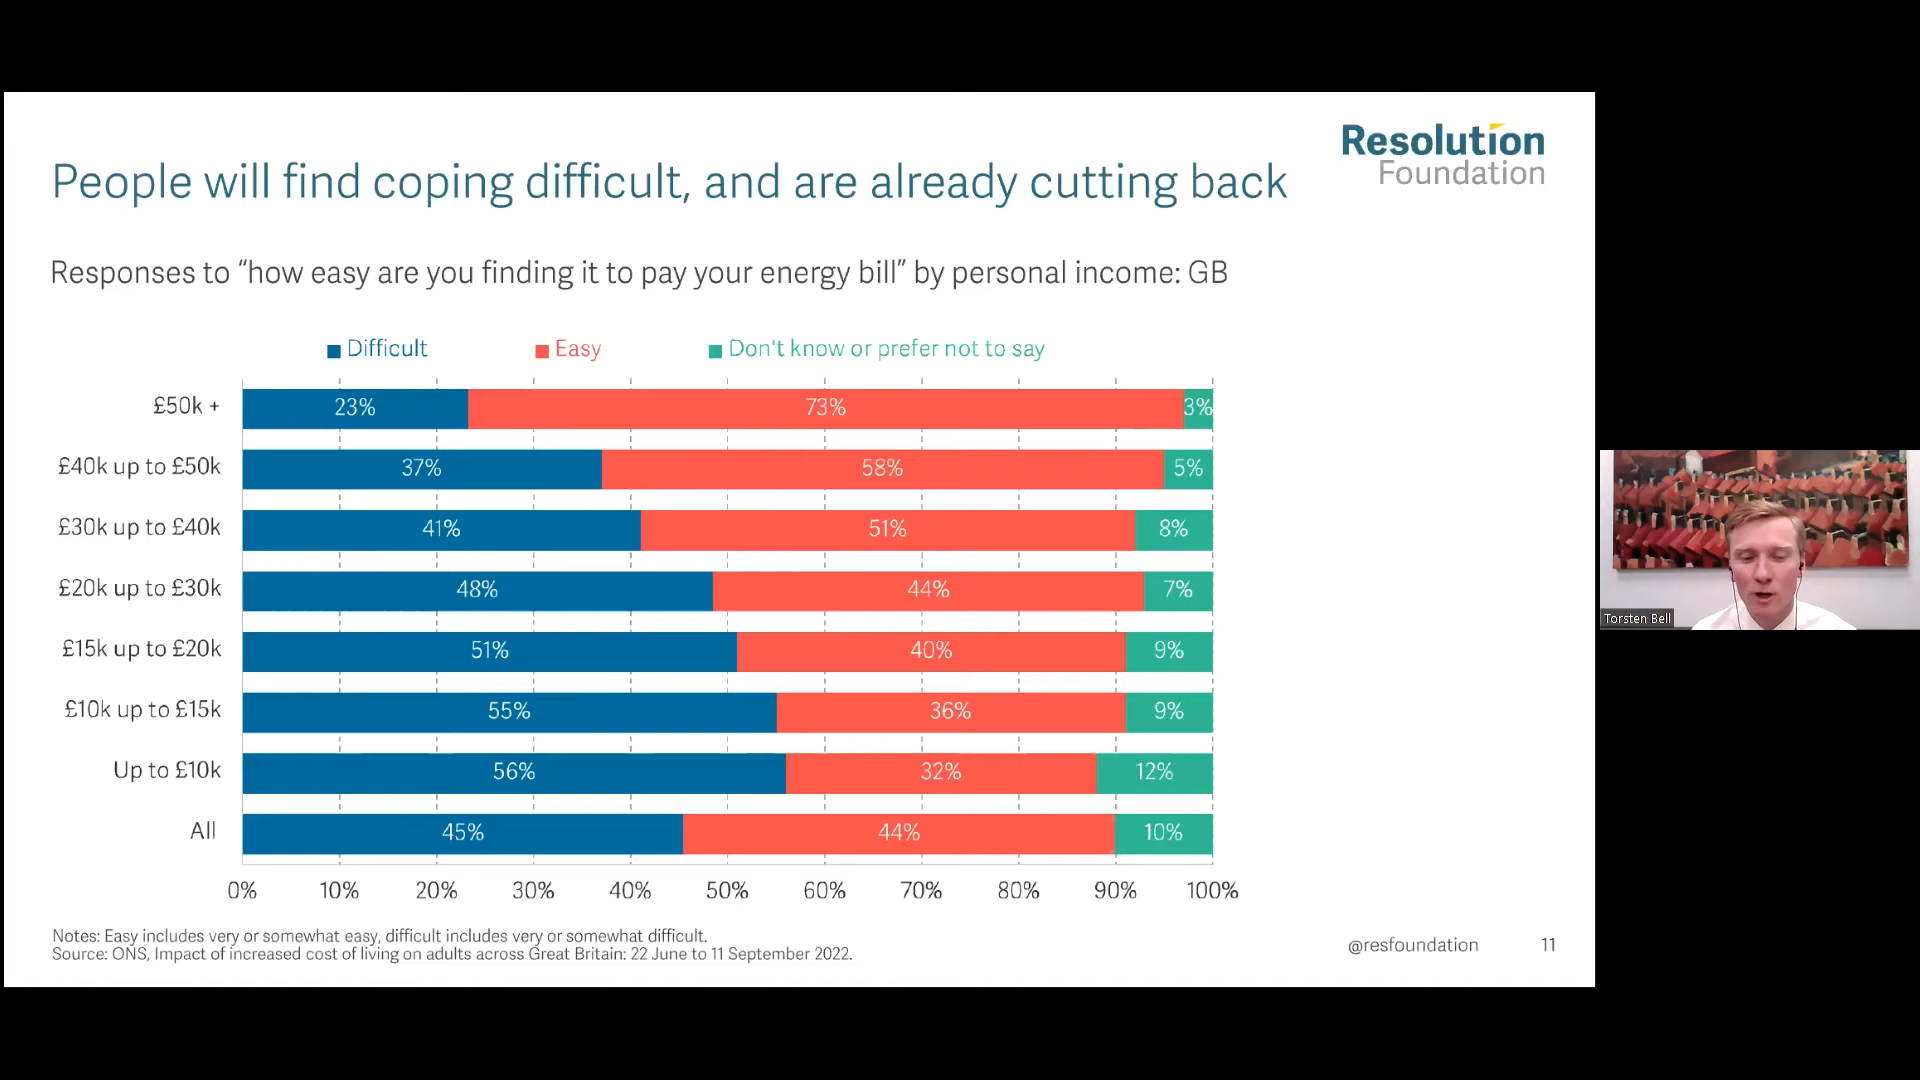 Resolution
Foundation
People will find coping difficult, and are already cutting back
Responses to “how easy are you finding it to pay your energy bill” by personal income: GB
Difficult Easy Don't know or prefer not to say
£50k + 23% 73% 3%
£40k up to £50k 37% 58% 5%
£30k up to £40k 41% 51% 8%
£20k up to £30k 48% 44% 7%
£15k up to £20k 51% 40% 9%
£10k up to £15k 55% 36% 9%
Up to £10k 56% 32% 12%
All 45% 44% 10%
0% 10% 20% 30% 40% 50% 60% 70% 80% 90% 100%
Notes: Easy includes very or somewhat easy, difficult includes very or somewhat difficult.
Source: ONS, Impact of increased cost of living on adults across Great Britain: 22 June to 11 September 2022.
@resfoundation 11
Torsten Bell